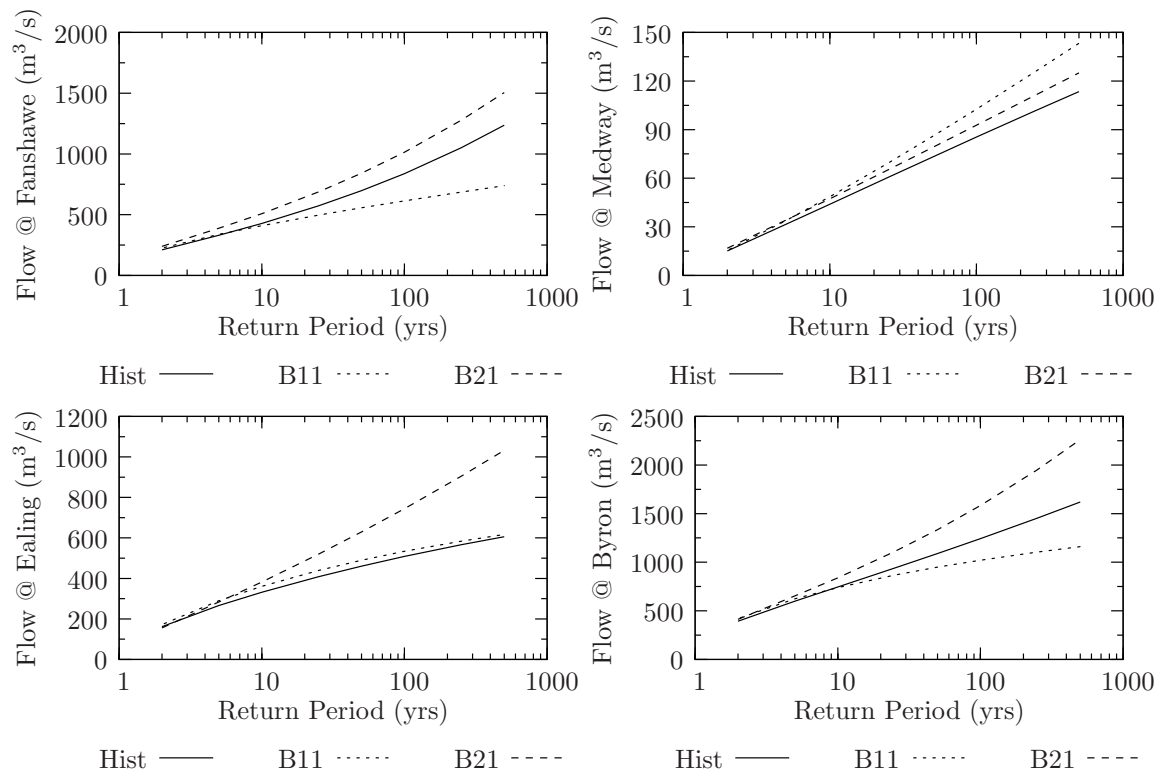 Flow @ Fanshawe (m³/s)
2000
1500
1000
500
0
1 10 100 1000
Return Period (yrs)
Hist B11 B21
Flow @ Medway (m³/s)
150
120
90
60
30
0
1 10 100 1000
Return Period (yrs)
Hist B11 B21
Flow @ Ealing (m³/s)
1200
1000
800
600
400
200
0
1 10 100 1000
Return Period (yrs)
Hist B11 B21
Flow @ Byron (m³/s)
2500
2000
1500
1000
500
0
1 10 100 1000
Return Period (yrs)
Hist B11 B21